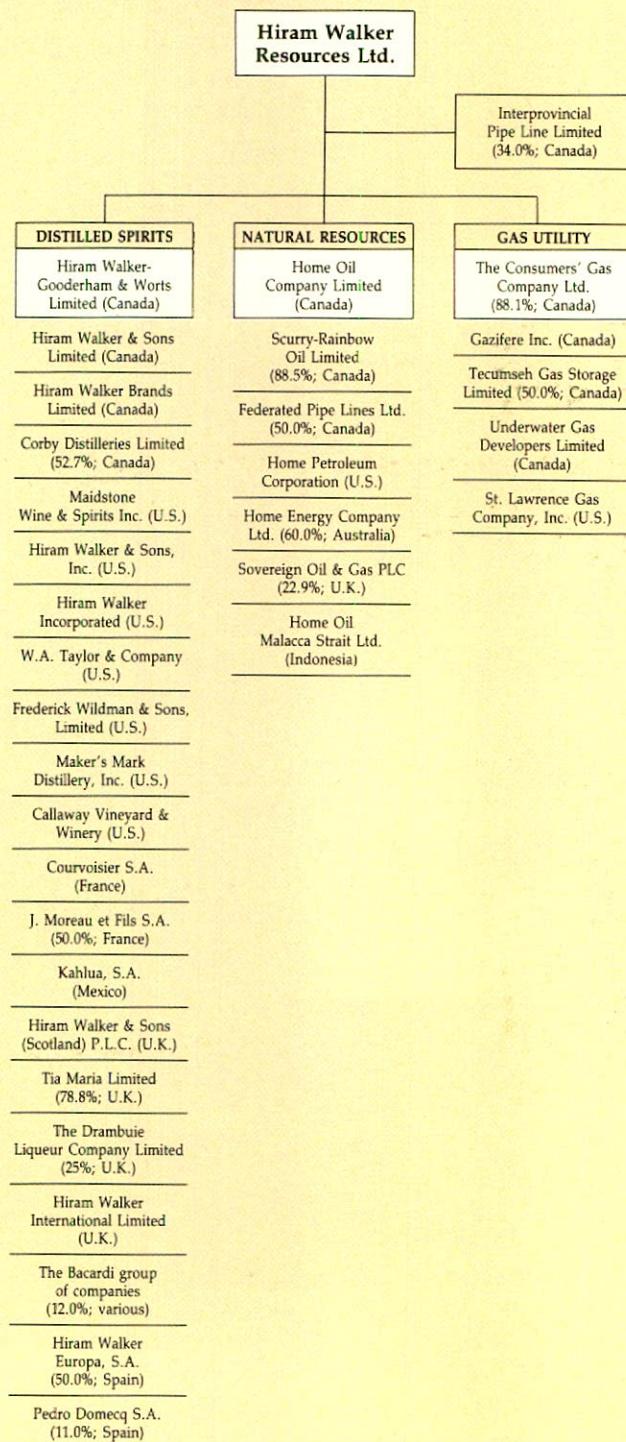 Hiram Walker
Resources Ltd.
Interprovincial
Pipe Line Limited
(34.0%; Canada)
DISTILLED SPIRITS
Hiram Walker-
Gooderham & Worts
Limited (Canada)
Hiram Walker & Sons
Limited (Canada)
Hiram Walker Brands
Limited (Canada)
Corby Distilleries Limited
(52.7%; Canada)
Maidstone
Wine & Spirits Inc. (U.S.)
Hiram Walker & Sons,
Inc. (U.S.)
Hiram Walker
Incorporated (U.S.)
W.A. Taylor & Company
(U.S.)
Frederick Wildman & Sons,
Limited (U.S.)
Maker's Mark
Distillery, Inc. (U.S.)
Callaway Vineyard &
Winery (U.S.)
Courvoisier S.A.
(France)
J. Moreau et Fils S.A.
(50.0%; France)
Kahlua, S.A.
(Mexico)
Hiram Walker & Sons
(Scotland) P.L.C. (U.K.)
Tia Maria Limited
(78.8%; U.K.)
The Drambuie
Liqueur Company Limited
(25%; U.K.)
Hiram Walker
International Limited
(U.K.)
The Bacardi group
of companies
(12.0%; various)
Hiram Walker
Europa, S.A.
(50.0%; Spain)
Pedro Domecq S.A.
(11.0%; Spain)
NATURAL RESOURCES
Home Oil
Company Limited
(Canada)
Scurry-Rainbow
Oil Limited
(88.5%; Canada)
Federated Pipe Lines Ltd.
(50.0%; Canada)
Home Petroleum
Corporation (U.S.)
Home Energy Company
Ltd. (60.0%; Australia)
Sovereign Oil & Gas PLC
(22.9%; U.K.)
Home Oil
Malacca Strait Ltd.
(Indonesia)
GAS UTILITY
The Consumers' Gas
Company Ltd.
(88.1%; Canada)
Gazifere Inc. (Canada)
Tecumseh Gas Storage
Limited (50.0%; Canada)
Underwater Gas
Developers Limited
(Canada)
St. Lawrence Gas
Company, Inc. (U.S.)